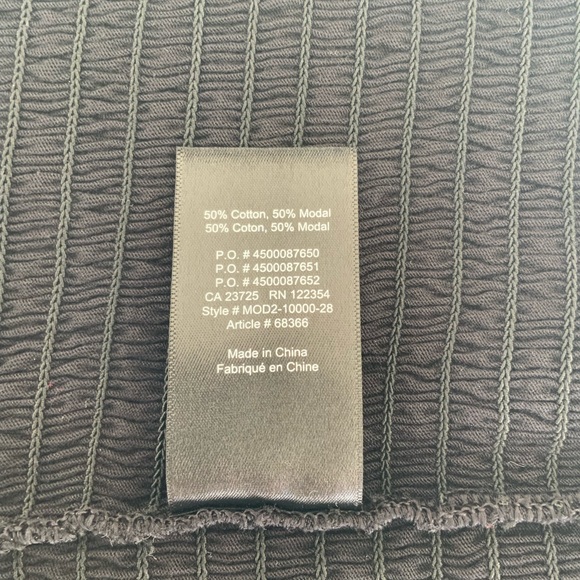 50% Cotton, 50% Modal
50% Coton, 50% Modal
P.O. # 4500087650
P.O. # 4500087651
P.O. # 4500087652
CA 23725 RN 122354
Style # MOD2-10000-28
Article # 68366
Made in China
Fabriqué en Chine